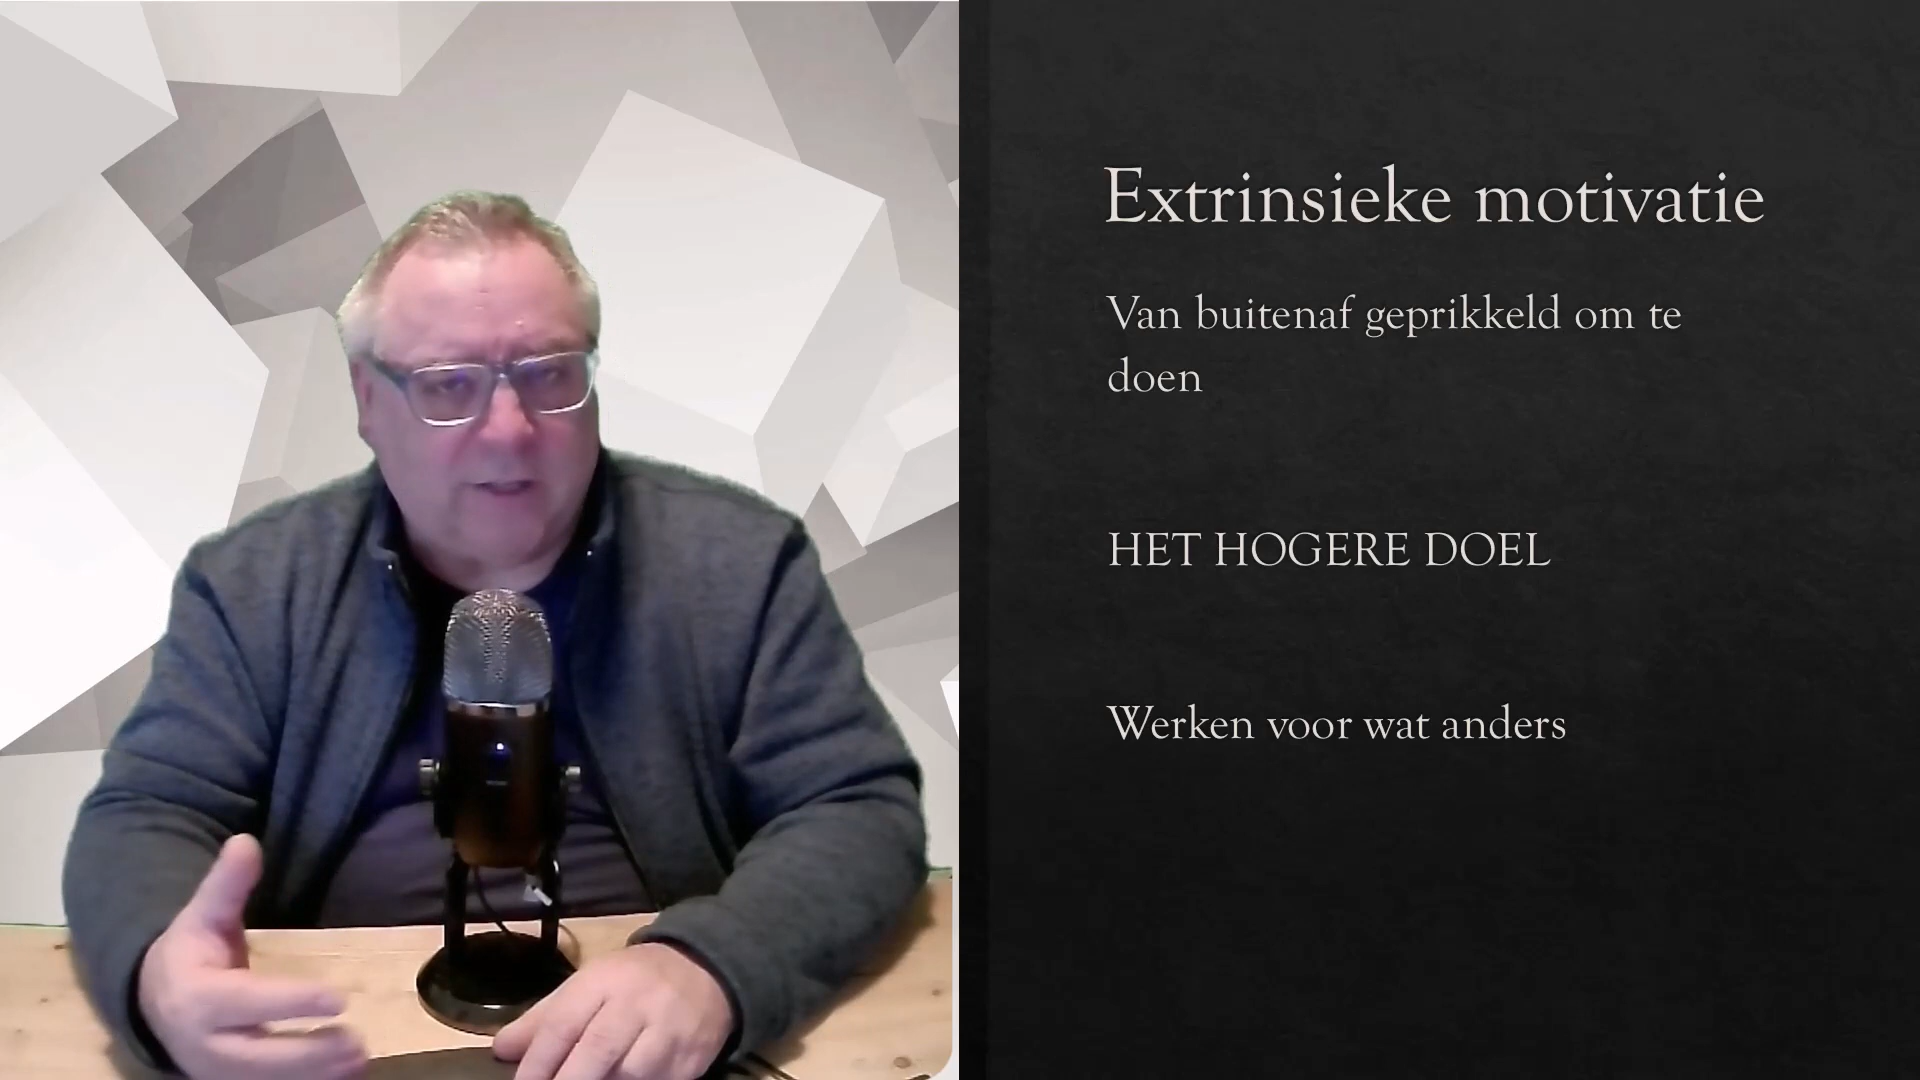 Extrinsieke motivatie
Van buitenaf geprikkeld om te
doen
HET HOGERE DOEL
Werken voor wat anders